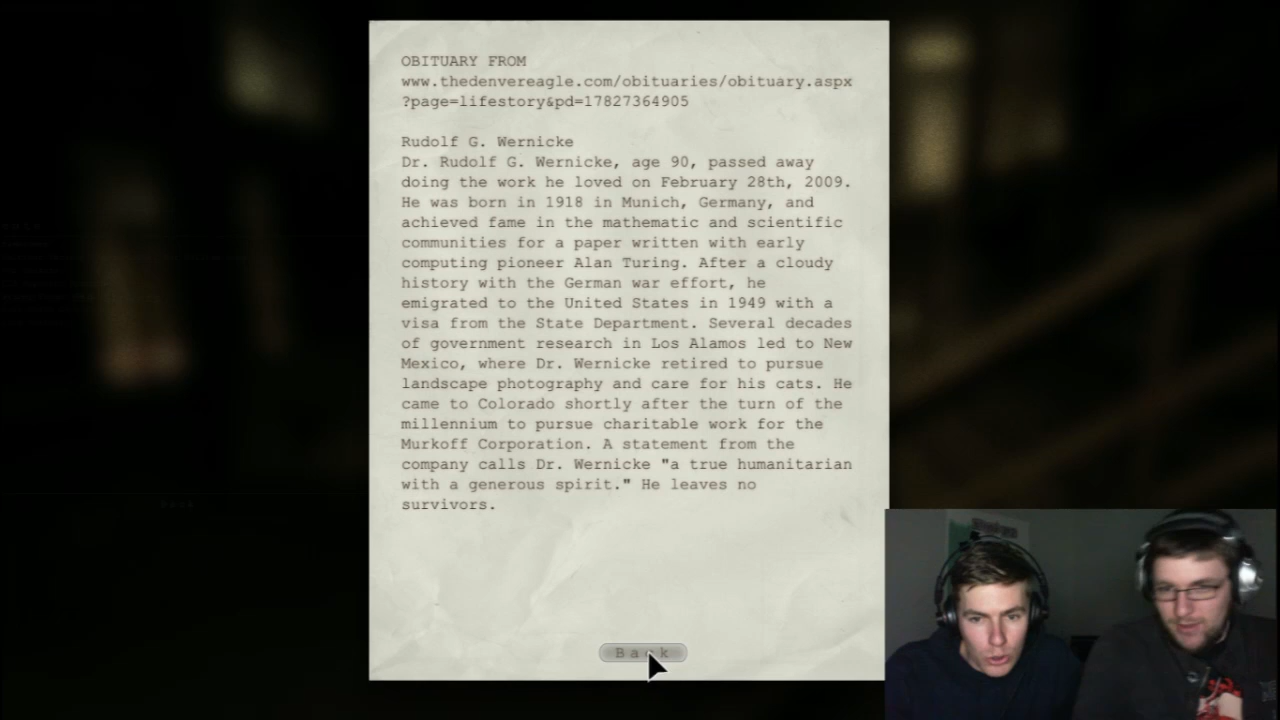 OBITUARY FROM
www.thedenvereagle.com/obituaries/obituary.aspx
?page=lifestory&pd=17827364905
Rudolf G. Wernicke
Dr. Rudolf G. Wernicke, age 90, passed away
doing the work he loved on February 28th, 2009.
He was born in 1918 in Munich, Germany, and
achieved fame in the mathematic and scientific
communities for a paper written with early
computing pioneer Alan Turing. After a cloudy
history with the German war effort, he
emigrated to the United States in 1949 with a
visa from the State Department. Several decades
of government research in Los Alamos led to New
Mexico, where Dr. Wernicke retired to pursue
landscape photography and care for his cats. He
came to Colorado shortly after the turn of the
millennium to pursue charitable work for the
Murkoff Corporation. A statement from the
company calls Dr. Wernicke "a true humanitarian
with a generous spirit." He leaves no
survivors.
Back